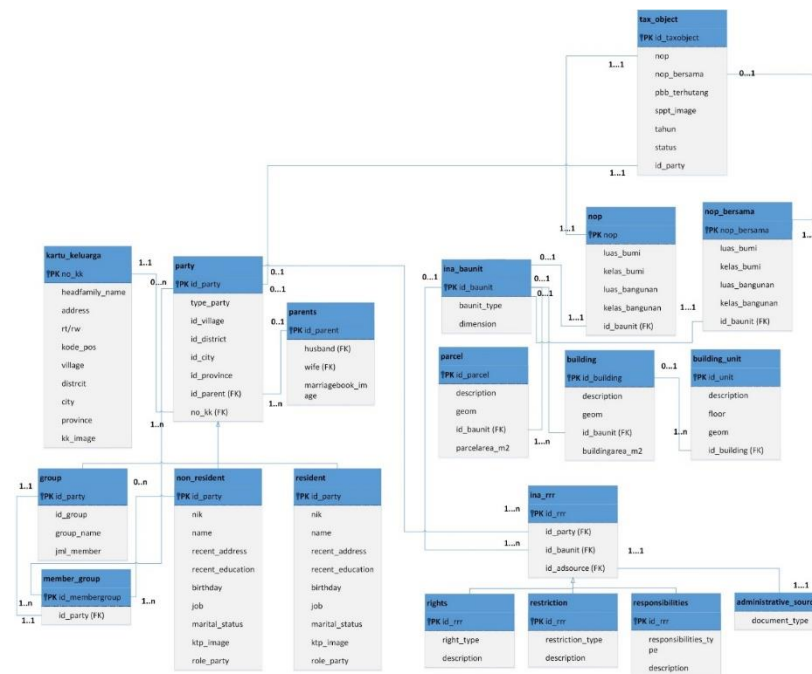 tax_object
PK id_taxobject
nop
nop_bersama
pbb_terhutang
sppt_image
tahun
status
id_party
1...1
0...1
1...1
nop
PK nop
luas_bumi
kelas_bumi
luas_bangunan
kelas_bangunan
id_baunit (FK)
1...1
1...1
nop_bersama
PK nop_bersama
luas_bumi
kelas_bumi
luas_bangunan
kelas_bangunan
id_baunit (FK)
1...1
kartu_keluarga
PK no_kk
headfamily_name
address
rt/rw
kode_pos
village
distrcit
city
province
kk_image
1..1
0...n
party
PK id_party
type_party
id_village
id_district
id_city
id_province
id_parent (FK)
no_kk (FK)
0...1
0...1
0...1
parents
PK id_parent
husband (FK)
wife (FK)
marriagebook_im
age
1..n
ina_baunit
PK id_baunit
baunit_type
dimension
0...1
0...1
0...1
0...1
parcel
PK id_parcel
description
geom
id_baunit (FK)
parcelarea_m2
1...n
building
PK id_building
description
geom
id_baunit (FK)
buildingarea_m2
0...1
building_unit
PK id_unit
description
floor
geom
id_building (FK)
1...n
1..n
group
PK id_party
id_group
group_name
jml_member
1..1
0...n
member_group
PK id_membergroup
id_party (FK)
1...n
1..1
1...n
non_resident
PK id_party
nik
name
recent_address
recent_education
birthday
job
marital_status
ktp_image
role_party
resident
PK id_party
nik
name
recent_address
recent_education
birthday
job
marital_status
ktp_image
role_party
ina_rrr
PK id_rrr
id_party (FK)
id_baunit (FK)
id_adsource (FK)
1...n
1...n
1...1
rights
PK id_rrr
right_type
description
restriction
PK id_rrr
restriction_type
description
responsibilities
PK id_rrr
responsibilities_ty
pe
description
1...1
document_type